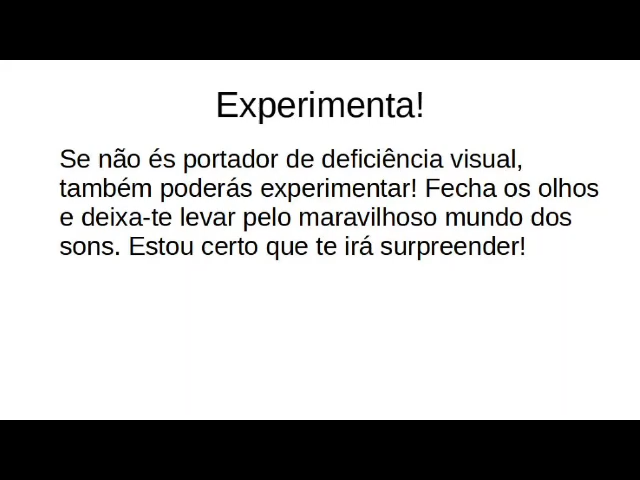 Experimenta!
Se não és portador de deficiência visual,
também poderás experimentar! Fecha os olhos
e deixa-te levar pelo maravilhoso mundo dos
sons. Estou certo que te irá surpreender!